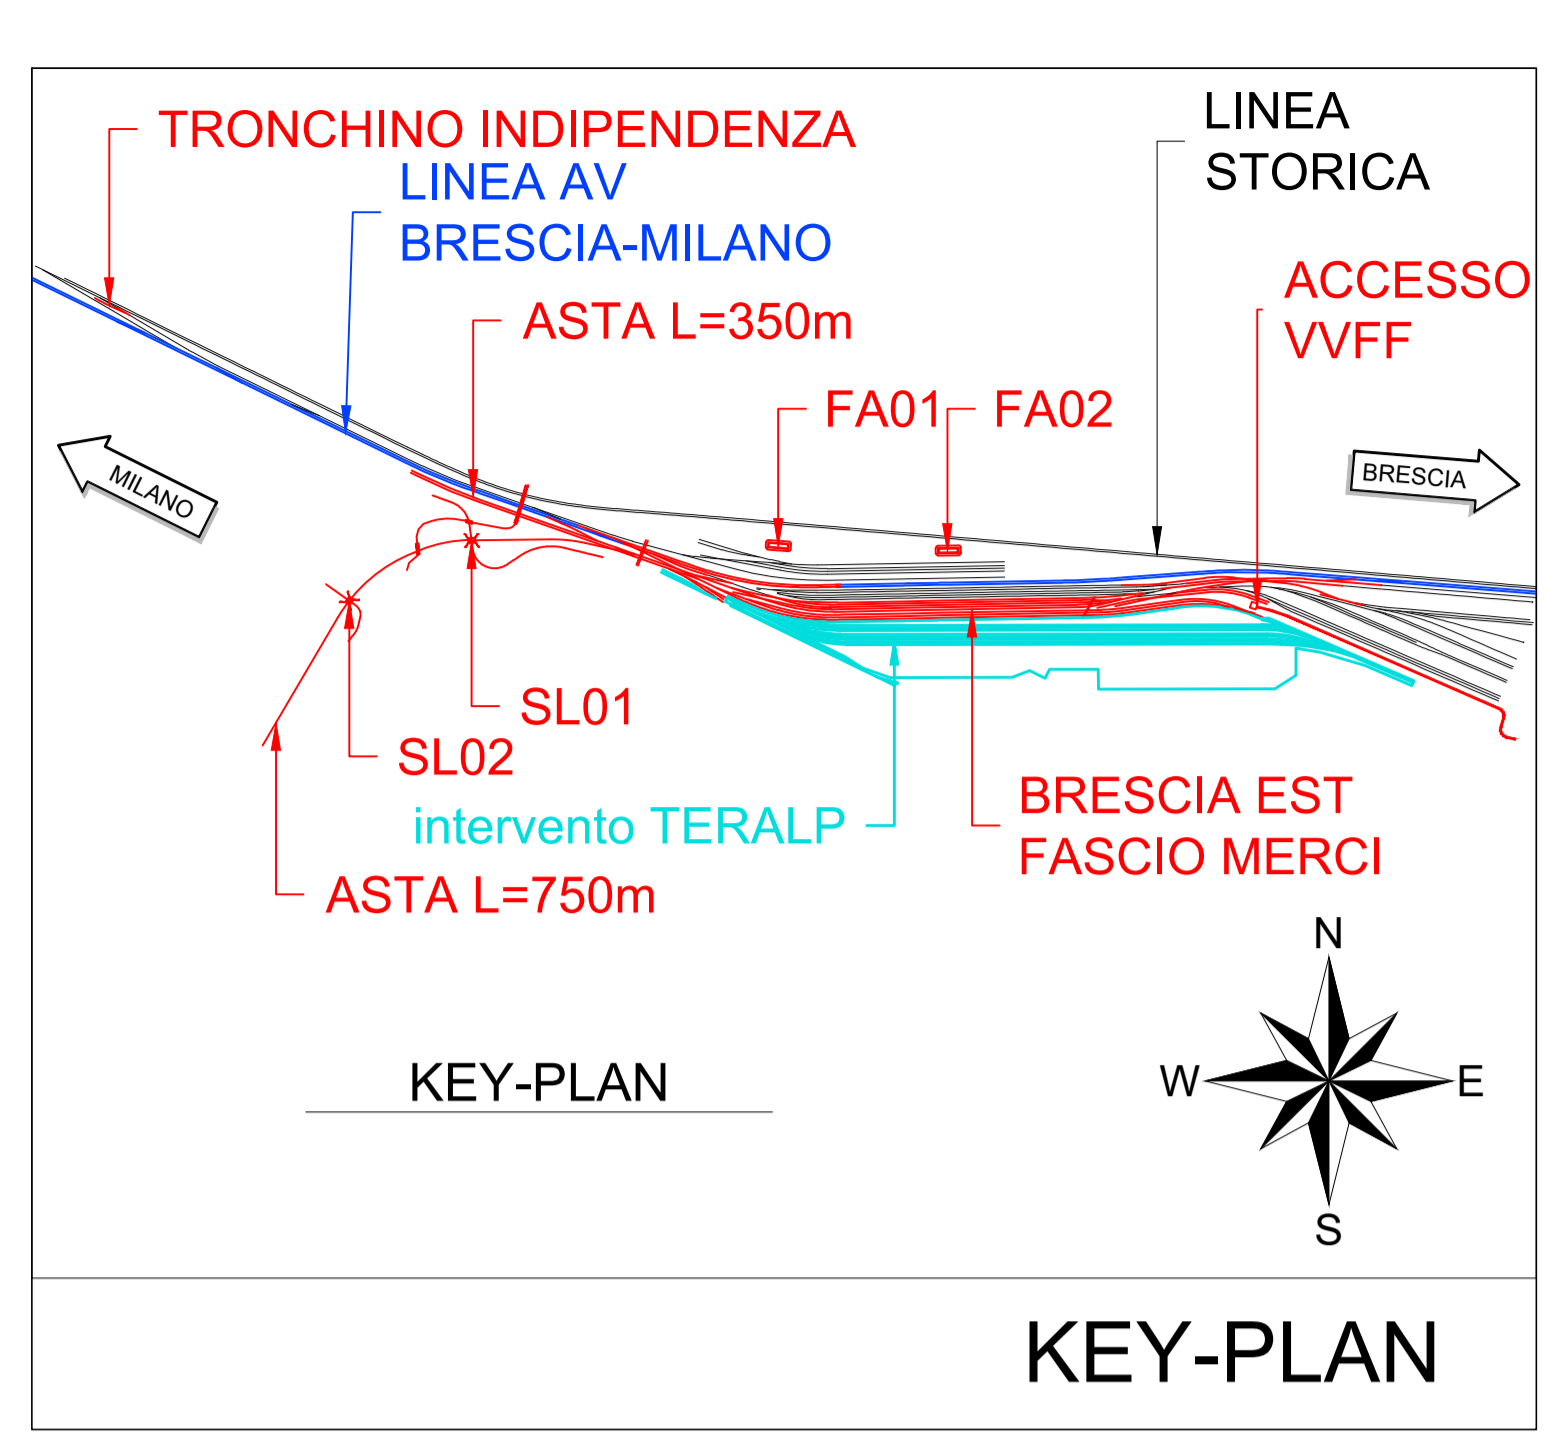 TRONCHINO INDIPENDENZA
LINEA AV
BRESCIA-MILANO
LINEA
STORICA
ASTA L=350m
ACCESSO
VVFF
FA01
FA02
MILANO
BRESCIA
SL01
SL02
intervento TERALP
BRESCIA EST
FASCIO MERCI
ASTA L=750m
N
W
E
S
KEY-PLAN
KEY-PLAN